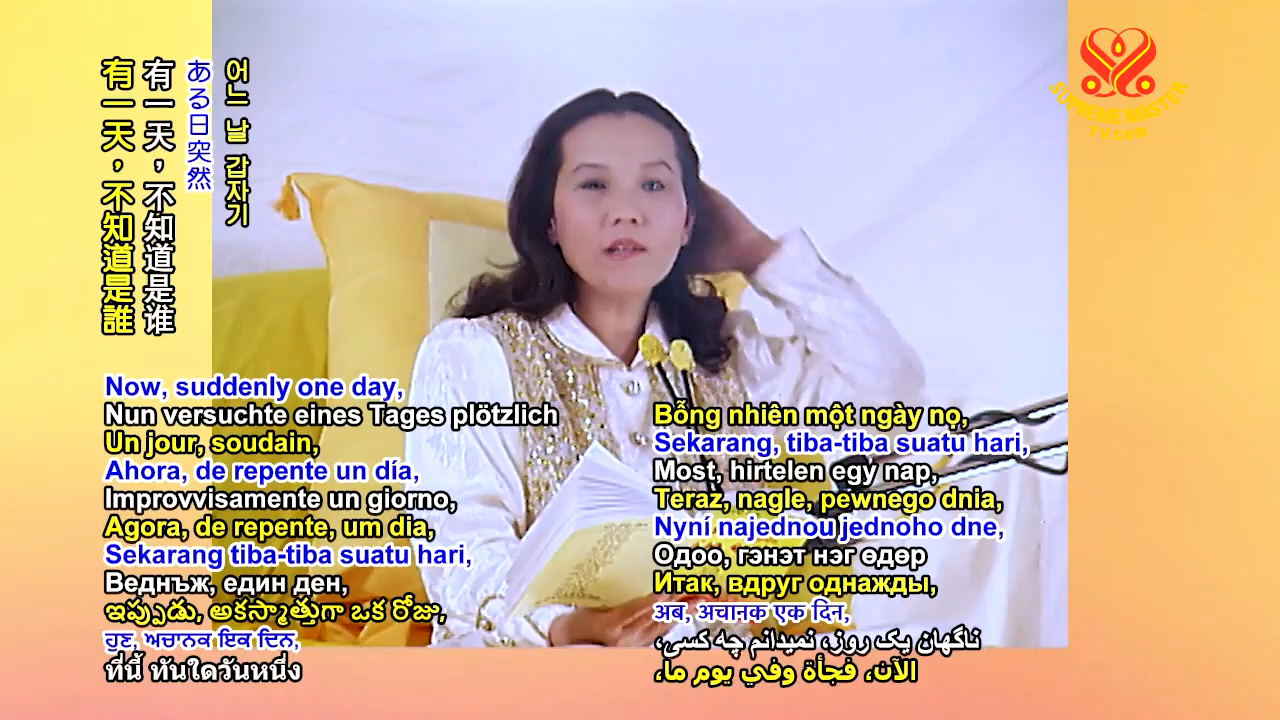 有一天，不知道是誰
有一天，不知道是谁
ある日突然
어느 날 갑자기
SUPREME MASTER
TV.com
Now, suddenly one day,
Nun versuchte eines Tages plötzlich
Un jour, soudain,
Ahora, de repente un día,
Improvvisamente un giorno,
Agora, de repente, um dia,
Sekarang tiba-tiba suatu hari,
Веднъж, един ден,
ఇప్పుడు, అకస్మాత్తుగా ఒక రోజు,
ਹੁਣ, ਅਚਾਨਕ ਇਕ ਦਿਨ,
ที่นี้ ทันใดวันหนึ่ง
Bỗng nhiên một ngày nọ,
Sekarang, tiba-tiba suatu hari,
Most, hirtelen egy nap,
Teraz, nagle, pewnego dnia,
Nyní najednou jednoho dne,
Одоо, гэнэт нэг өдөр
Итак, вдруг однажды,
अब, अचानक एक दिन,
ناگهان یک روز، نمیدانم چه کسی،
الآن، فجأة وفي يوم ما،